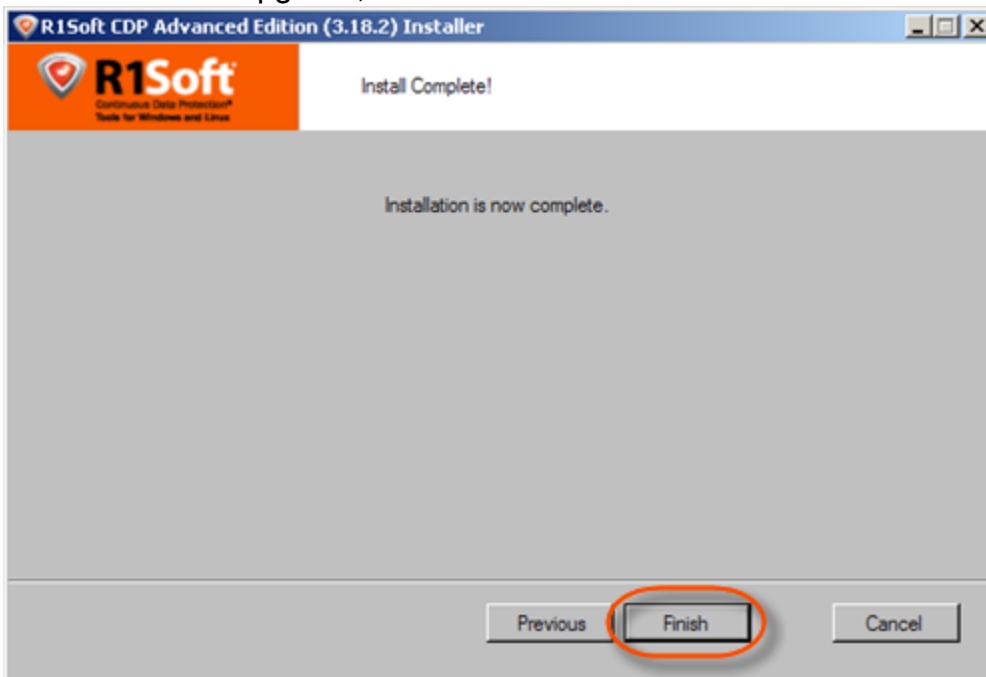 R1Soft CDP Advanced Edition (3.18.2) Installer
R1Soft
Continuous Data Protection®
Tools for Windows and Linux
Install Complete!
Installation is now complete.
Previous
Finish
Cancel